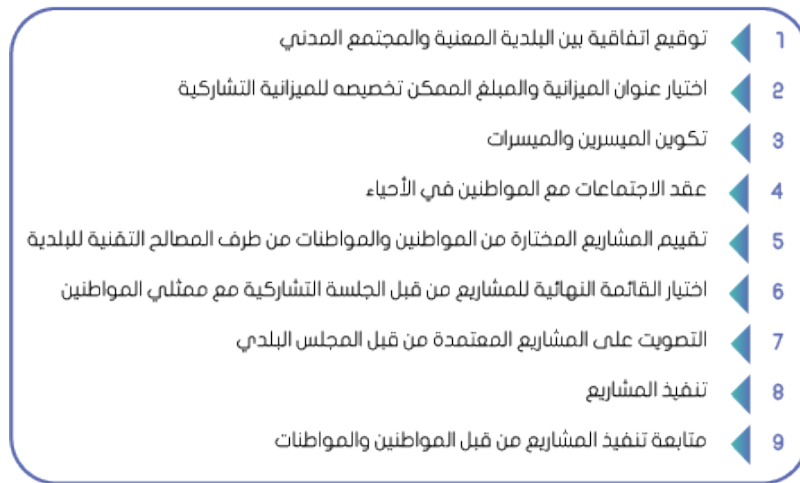 1 توقيع اتفاقية بين البلدية المعنية والمجتمع المدني
2 اختيار عنوان الميزانية والمبلغ الممكن تخصيصه للميزانية التشاركية
3 تكوين الميسرين والميسرات
4 عقد الاجتماعات مع المواطنين في الأحياء
5 تقييم المشاريع المختارة من المواطنين والمواطنات من طرف المصالح التقنية للبلدية
6 اختيار القائمة النهائية للمشاريع من قبل الجلسة التشاركية مع ممثلي المواطنين
7 التصويت على المشاريع المعتمدة من قبل المجلس البلدي
8 تنفيذ المشاريع
9 متابعة تنفيذ المشاريع من قبل المواطنين والمواطنات